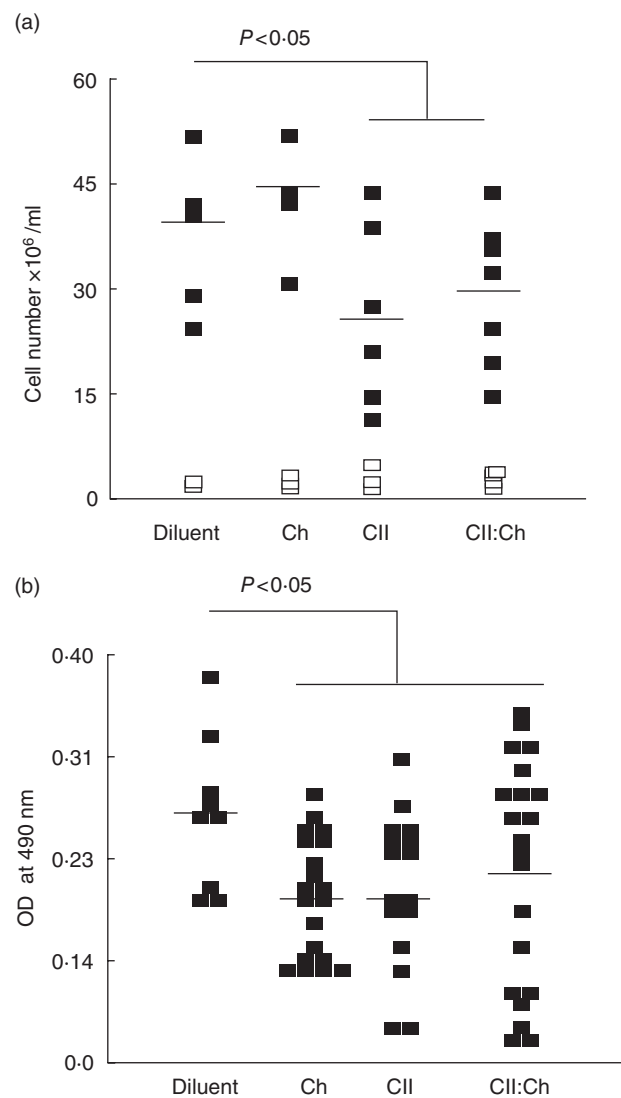 (a)
P<0·05
60
45
30
15
0
Cell number ×10⁶/ml
Diluent Ch CII CII:Ch
(b)
P<0·05
0·40
0·31
0·23
0·14
0·0
OD at 490 nm
Diluent Ch CII CII:Ch